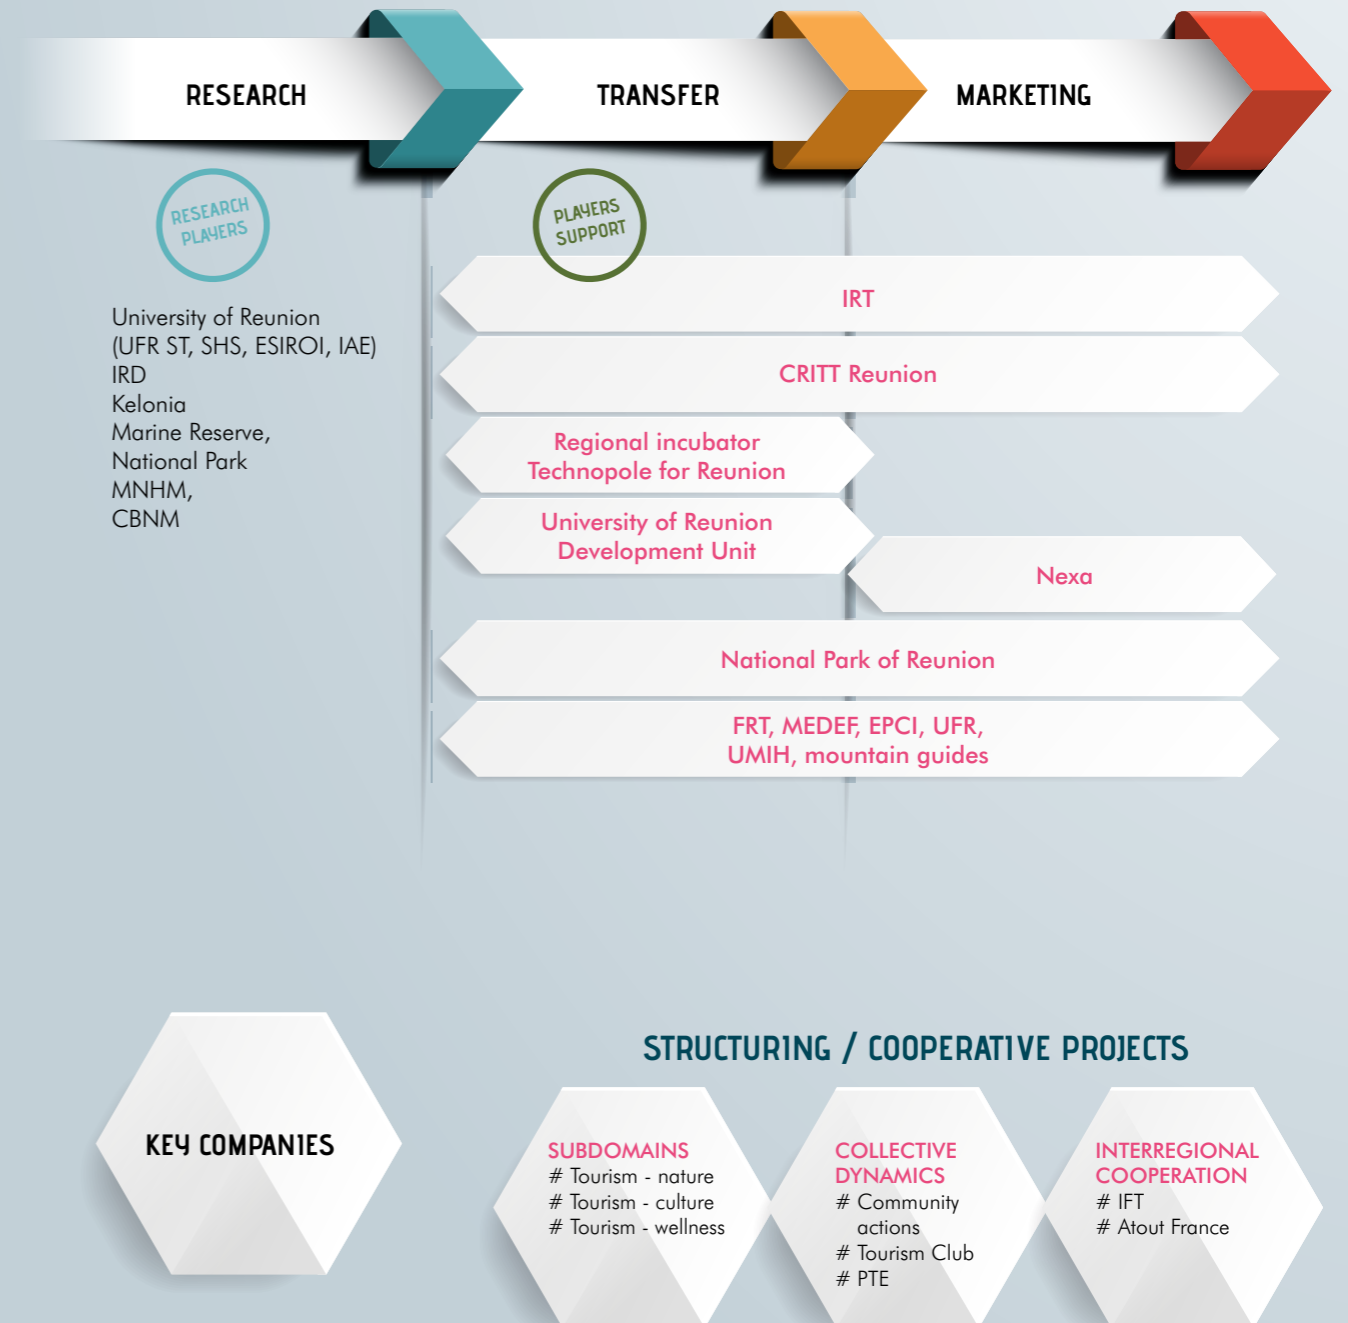 RESEARCH
TRANSFER
MARKETING
RESEARCH
PLAYERS
PLAYERS
SUPPORT
University of Reunion
(UFR ST, SHS, ESIROI, IAE)
IRD
Kelonia
Marine Reserve,
National Park
MNHM,
CBNM
IRT
CRITT Reunion
Regional incubator
Technopole for Reunion
University of Reunion
Development Unit
Nexa
National Park of Reunion
FRT, MEDEF, EPCI, UFR,
UMIH, mountain guides
KEY COMPANIES
STRUCTURING / COOPERATIVE PROJECTS
SUBDOMAINS
# Tourism - nature
# Tourism - culture
# Tourism - wellness
COLLECTIVE
DYNAMICS
# Community
actions
# Tourism Club
# PTE
INTERREGIONAL
COOPERATION
# IFT
# Atout France